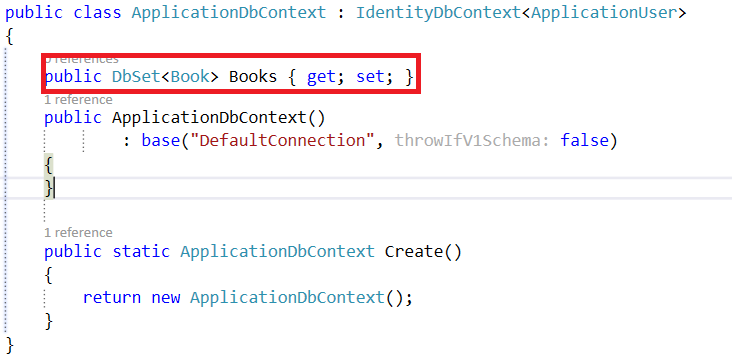 public class ApplicationDbContext : IdentityDbContext<ApplicationUser>
{
0 references
public DbSet<Book> Books { get; set; }
1 reference
public ApplicationDbContext()
: base("DefaultConnection", throwIfV1Schema: false)
{
}
1 reference
public static ApplicationDbContext Create()
{
return new ApplicationDbContext();
}
}